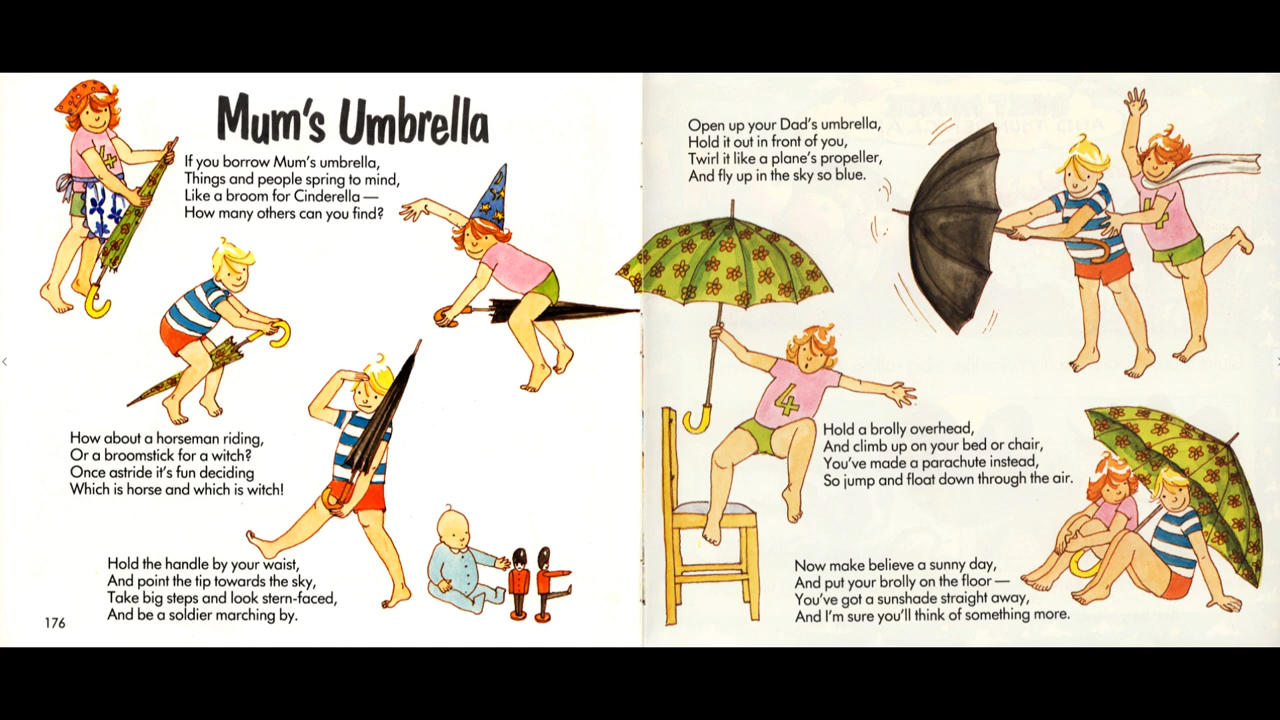 Mum's Umbrella
If you borrow Mum's umbrella,
Things and people spring to mind,
Like a broom for Cinderella —
How many others can you find?
How about a horseman riding,
Or a broomstick for a witch?
Once astride it's fun deciding
Which is horse and which is witch!
Hold the handle by your waist,
And point the tip towards the sky,
Take big steps and look stern-faced,
And be a soldier marching by.
176
Open up your Dad's umbrella,
Hold it out in front of you,
Twirl it like a plane's propeller,
And fly up in the sky so blue.
4
4
4
Hold a brolly overhead,
And climb up on your bed or chair,
You've made a parachute instead,
So jump and float down through the air.
Now make believe a sunny day,
And put your brolly on the floor —
You've got a sunshade straight away,
And I'm sure you'll think of something more.